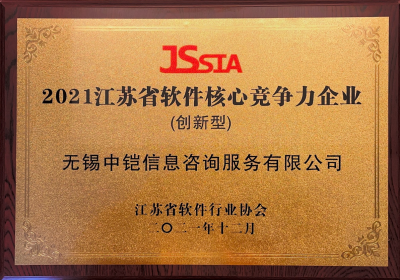 JSSIA
2021江苏省软件核心竞争力企业
(创新型)
无锡中铠信息咨询服务有限公司
江苏省软件行业协会
二〇二一年十二月